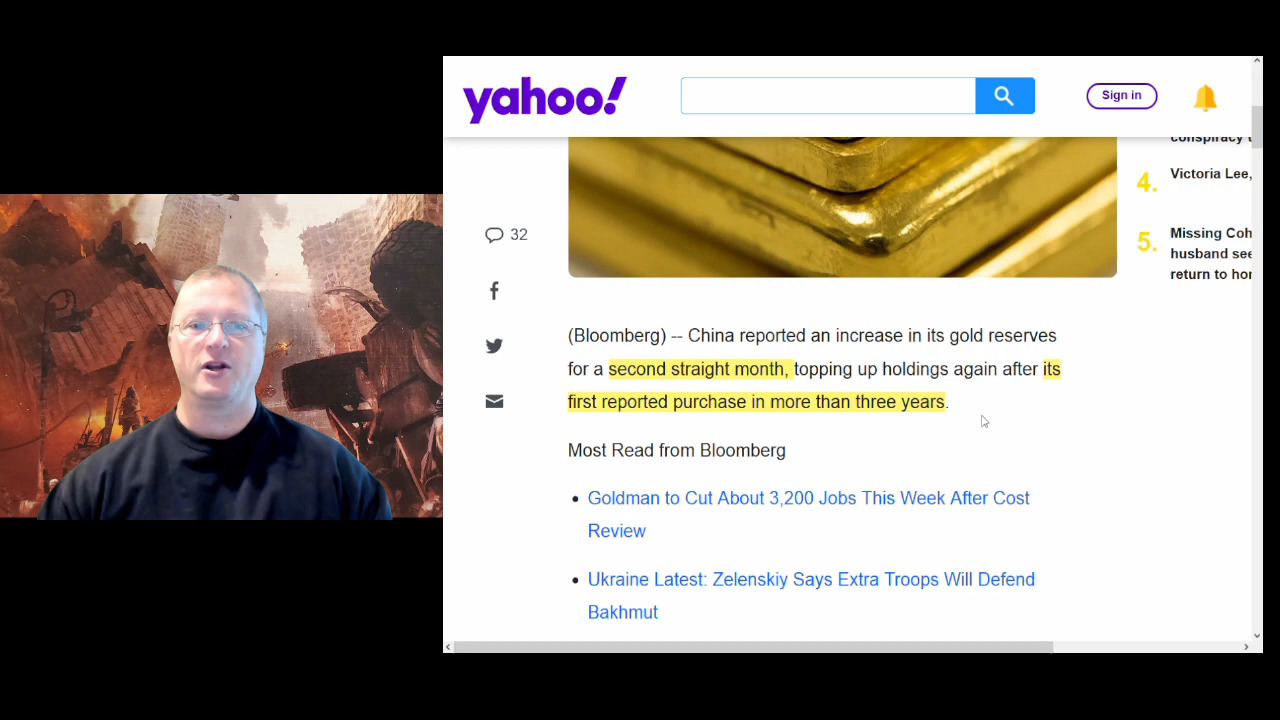 yahoo!
Sign in
conspiracy
4. Victoria Lee,
32
5. Missing Coh
husband see
return to hor
(Bloomberg) -- China reported an increase in its gold reserves
for a second straight month, topping up holdings again after its
first reported purchase in more than three years.
Most Read from Bloomberg
• Goldman to Cut About 3,200 Jobs This Week After Cost
Review
• Ukraine Latest: Zelenskiy Says Extra Troops Will Defend
Bakhmut